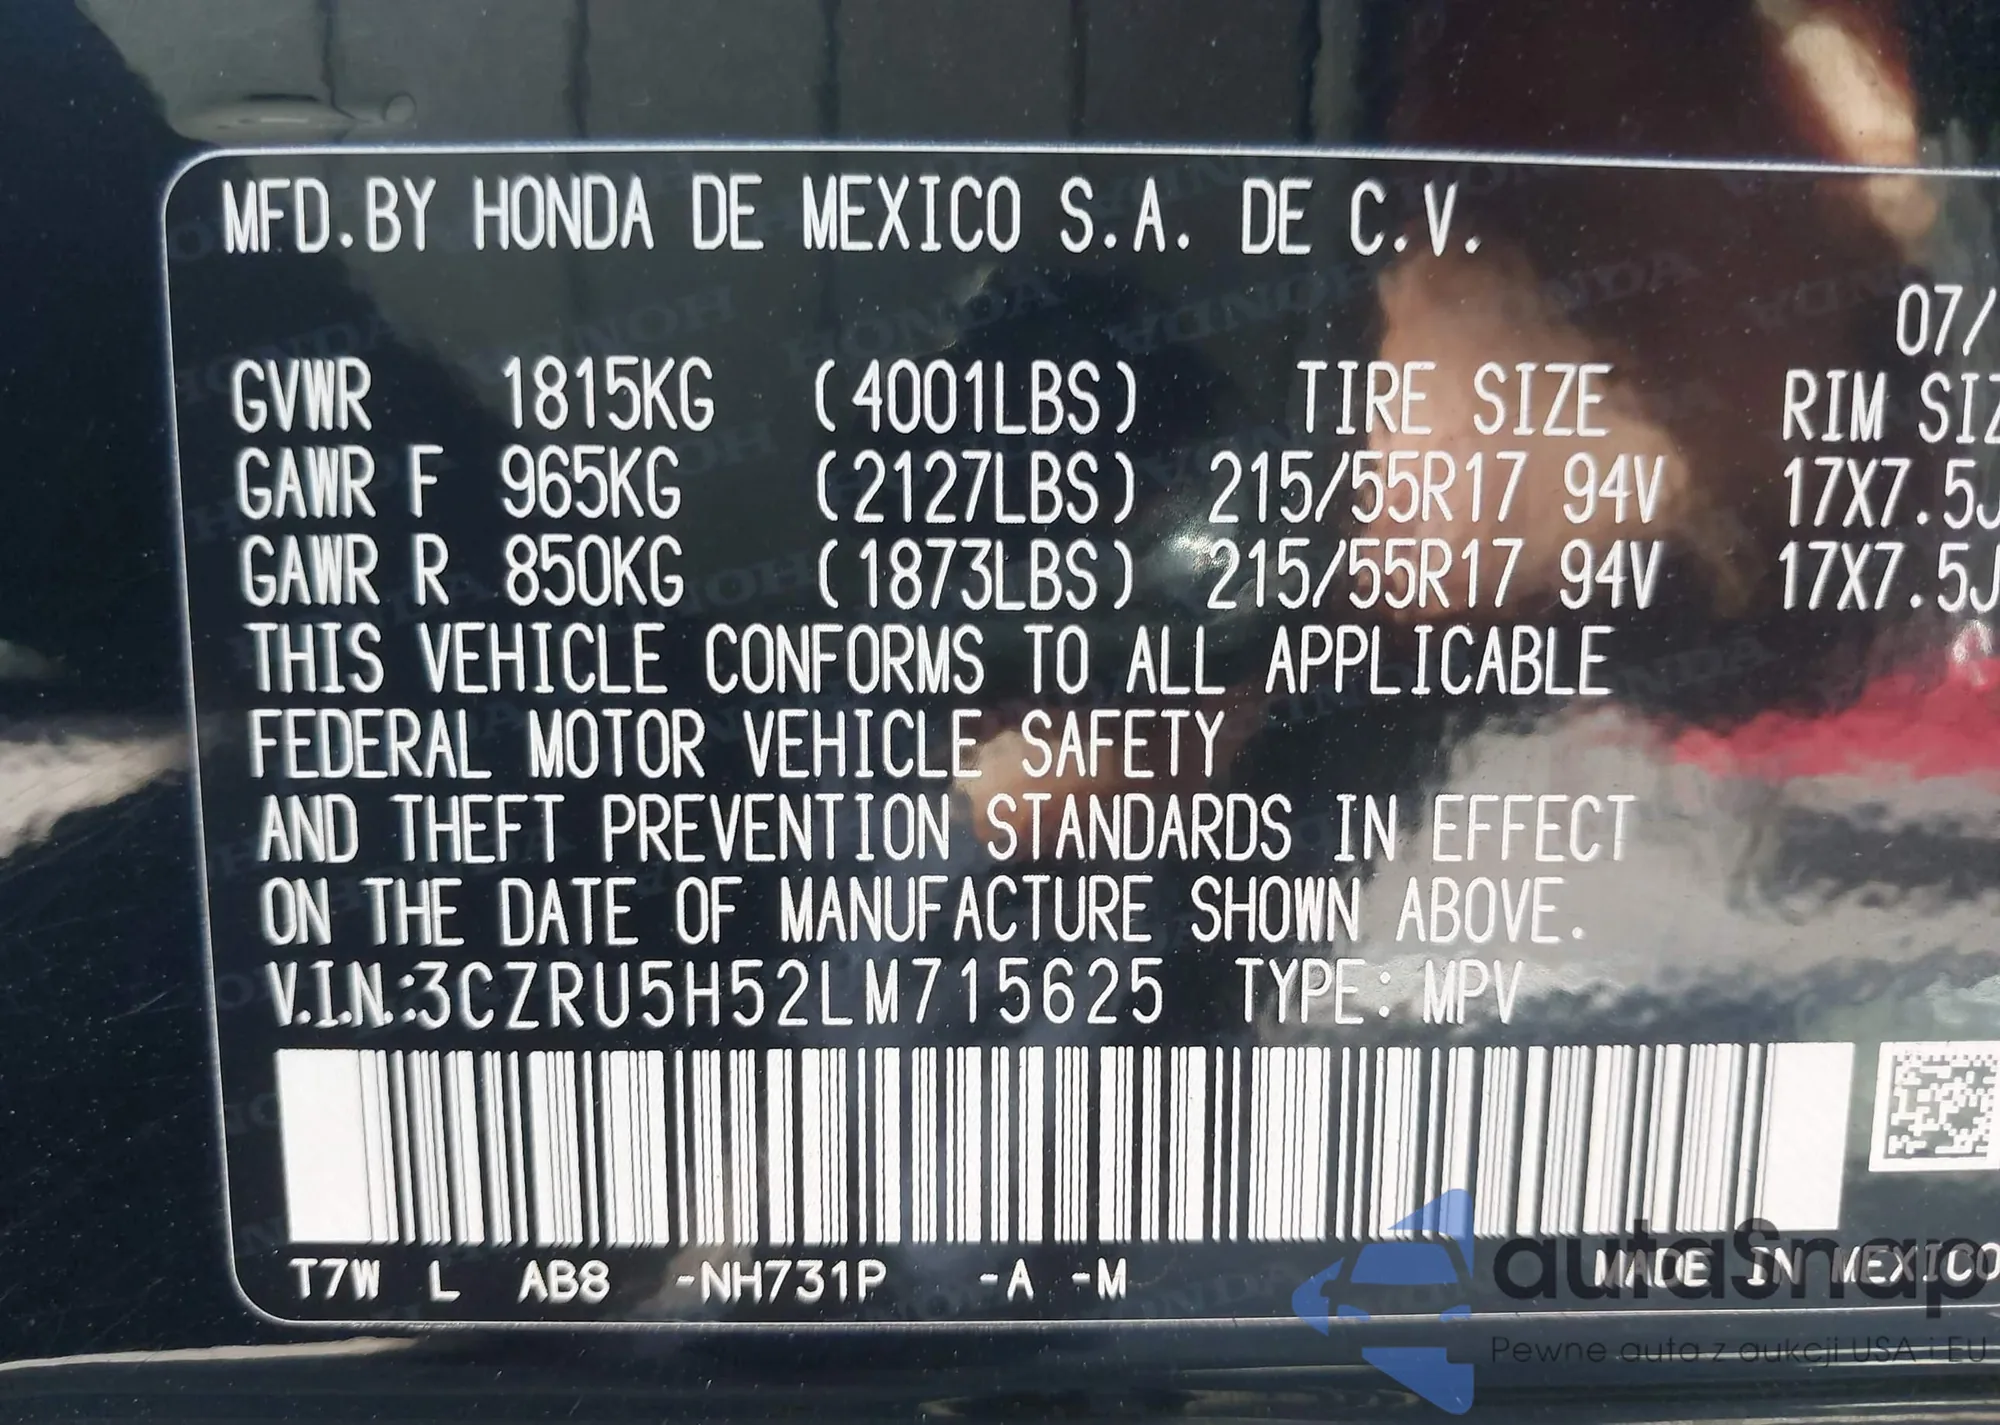 MFD.BY HONDA DE MEXICO S.A. DE C.V.
07/
GVWR 1815KG (4001LBS) TIRE SIZE RIM SIZ
GAWR F 965KG (2127LBS) 215/55R17 94V 17X7.5J
GAWR R 850KG (1873LBS) 215/55R17 94V 17X7.5J
THIS VEHICLE CONFORMS TO ALL APPLICABLE
FEDERAL MOTOR VEHICLE SAFETY
AND THEFT PREVENTION STANDARDS IN EFFECT
ON THE DATE OF MANUFACTURE SHOWN ABOVE.
V.I.N.:3CZRU5H52LM715625 TYPE: MPV
T7W L AB8 -NH731P -A -M MADE IN MEXICO
autaSnap
Pewne auta z aukcji USA i EU